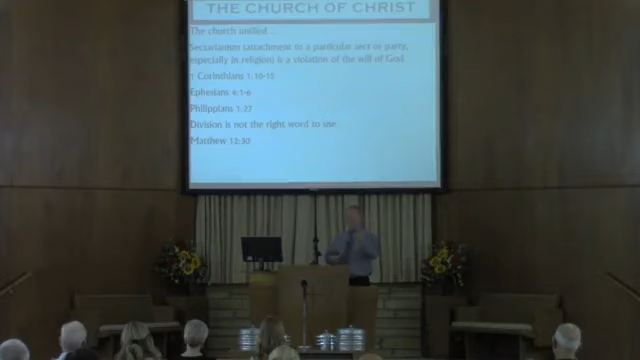 THE CHURCH OF CHRIST
The church unified...
Sectarianism (attachment to a particular sect or party,
especially in religion) is a violation of the will of God.
1 Corinthians 1:10-15
Ephesians 4:1-6
Philippians 1:27
Division is not the right word to use.
Matthew 12:30